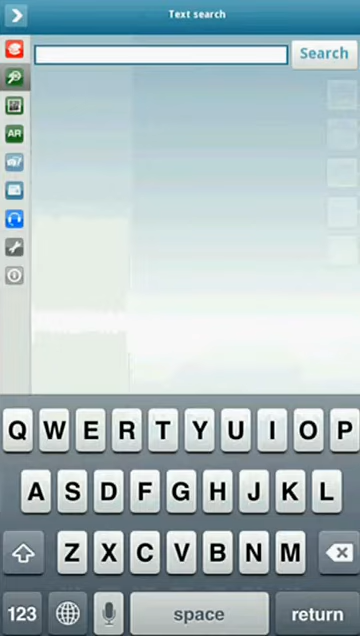 Text search
Search
AR
Q W E R T Y U I O P
A S D F G H J K L
Z X C V B N M
123 space return